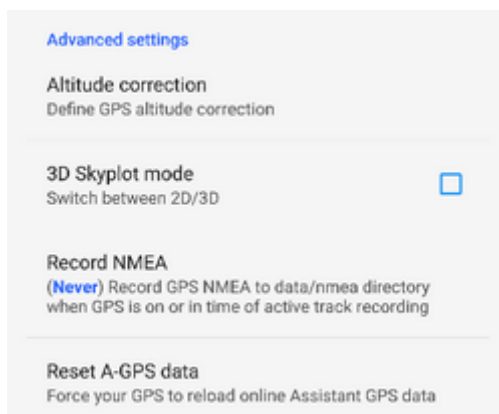 Advanced settings
Altitude correction
Define GPS altitude correction
3D Skyplot mode
Switch between 2D/3D
Record NMEA
(Never) Record GPS NMEA to data/nmea directory
when GPS is on or in time of active track recording
Reset A-GPS data
Force your GPS to reload online Assistant GPS data